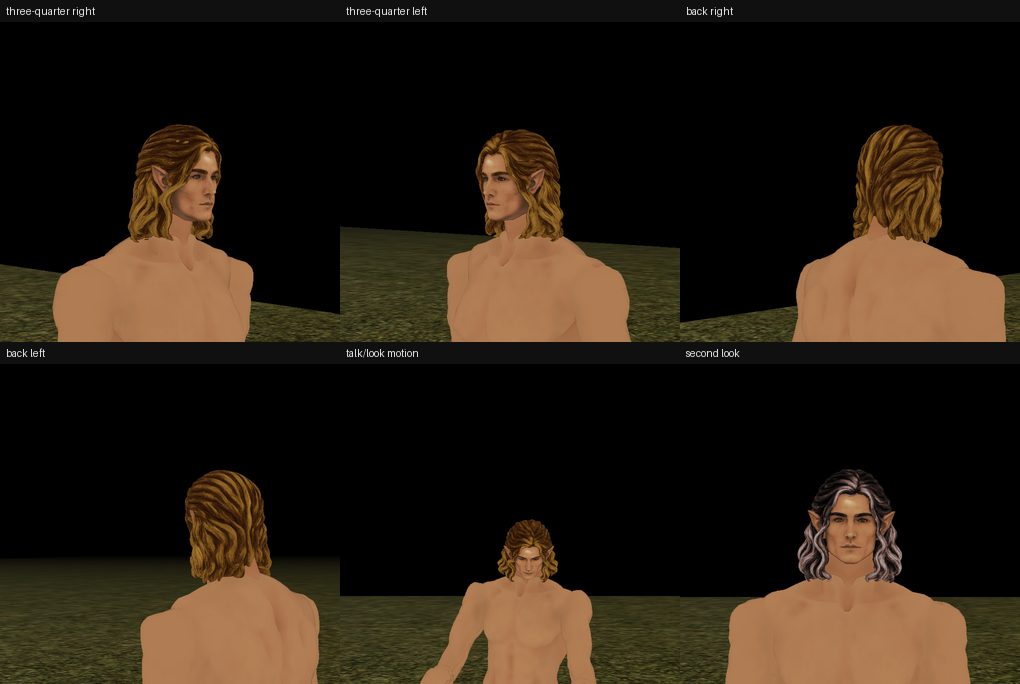 three-quarter right
three-quarter left
back right
back left
talk/look motion
second look